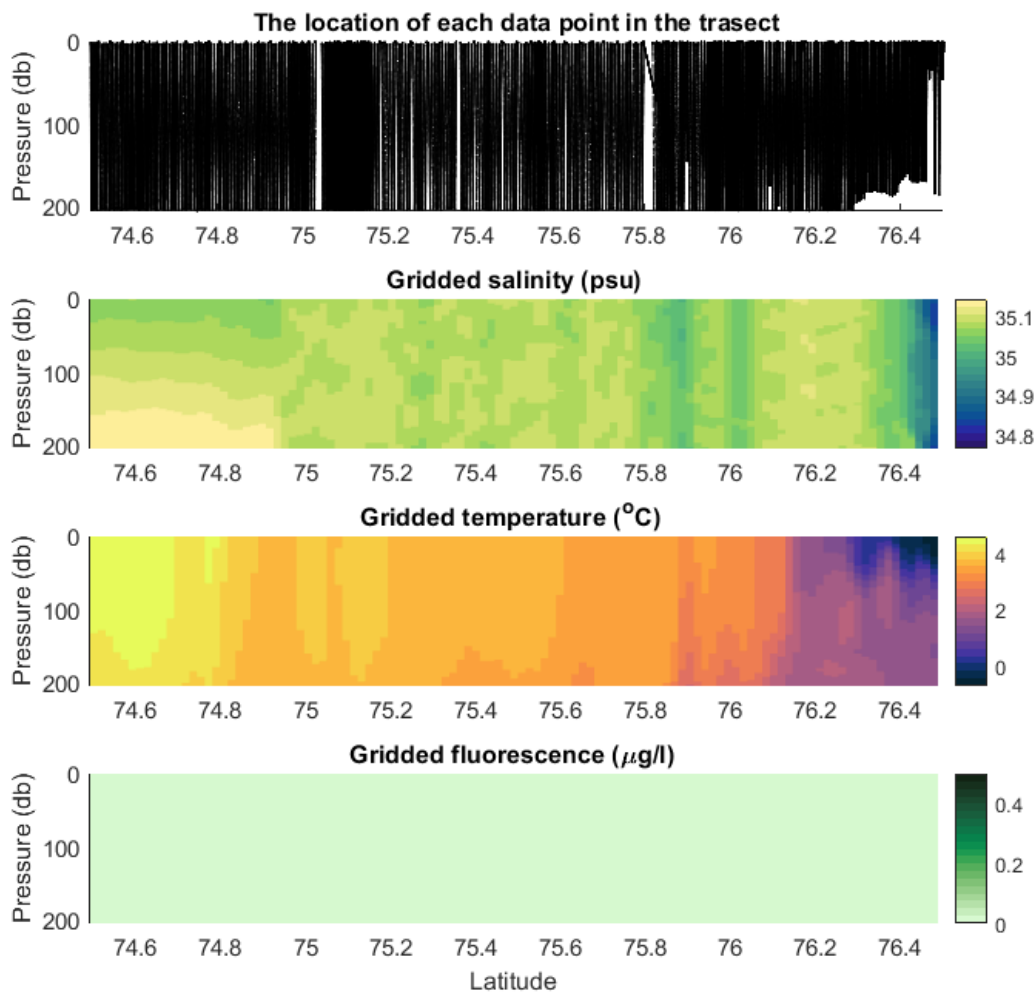 The location of each data point in the trasect
Pressure (db)
0
100
200
74.6 74.8 75 75.2 75.4 75.6 75.8 76 76.2 76.4
Gridded salinity (psu)
Pressure (db)
0
100
200
74.6 74.8 75 75.2 75.4 75.6 75.8 76 76.2 76.4
35.1
35
34.9
34.8
Gridded temperature (°C)
Pressure (db)
0
100
200
74.6 74.8 75 75.2 75.4 75.6 75.8 76 76.2 76.4
4
2
0
Gridded fluorescence (μg/l)
Pressure (db)
0
100
200
74.6 74.8 75 75.2 75.4 75.6 75.8 76 76.2 76.4
0.4
0.2
0
Latitude